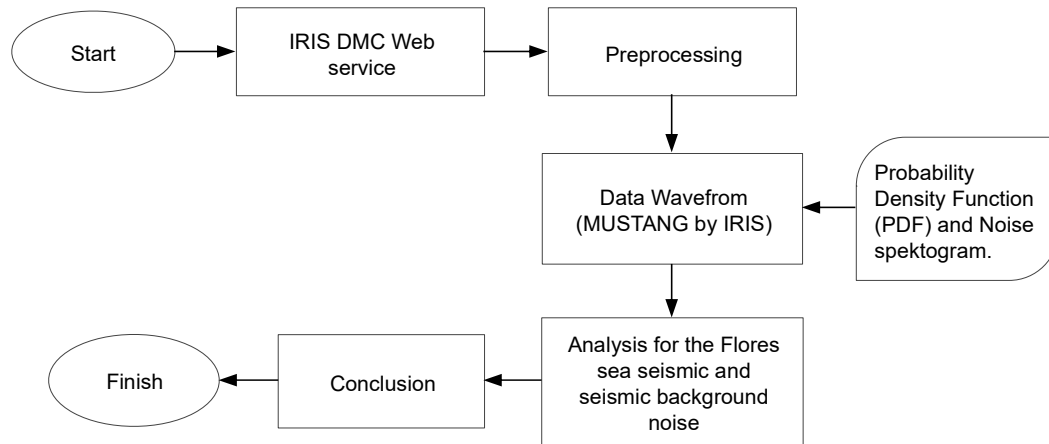 Start
IRIS DMC Web
service
Preprocessing
Data Wavefrom
(MUSTANG by IRIS)
Probability
Density Function
(PDF) and Noise
spektogram.
Analysis for the Flores
sea seismic and
seismic background
noise
Conclusion
Finish